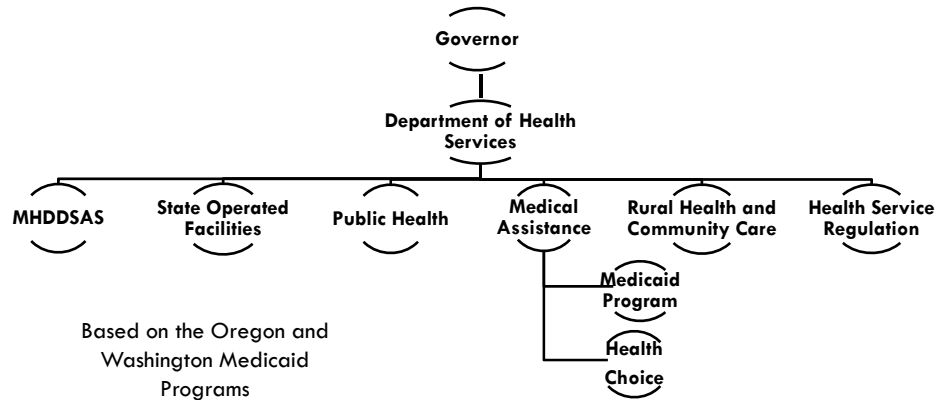 Governor
Department of Health
Services
MHDDSAS
State Operated
Facilities
Public Health
Medical
Assistance
Rural Health and
Community Care
Health Service
Regulation
Medicaid
Program
Health
Choice
Based on the Oregon and
Washington Medicaid
Programs